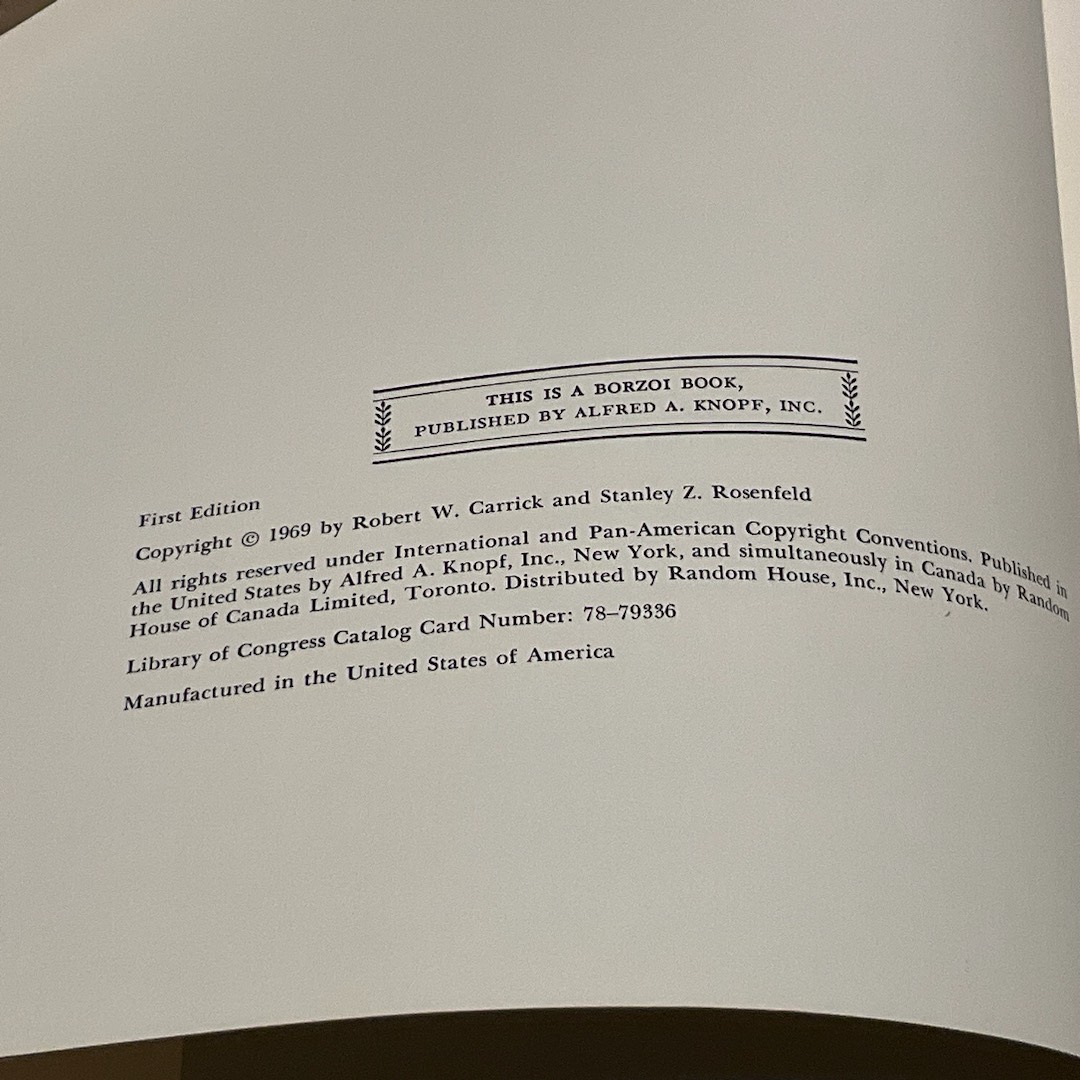 THIS IS A BORZOI BOOK,
PUBLISHED BY ALFRED A. KNOPF, INC.
First Edition
Copyright © 1969 by Robert W. Carrick and Stanley Z. Rosenfeld
All rights reserved under International and Pan-American Copyright Conventions. Published in
the United States by Alfred A. Knopf, Inc., New York, and simultaneously in Canada by Random
House of Canada Limited, Toronto. Distributed by Random House, Inc., New York.
Library of Congress Catalog Card Number: 78–79336
Manufactured in the United States of America